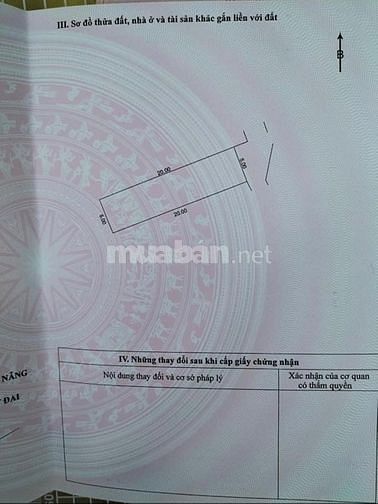 III. Sơ đồ thửa đất, nhà ở và tài sản khác gắn liền với đất
B
20.00
5.00
5.00
20.00
muabán.net
IV. Những thay đổi sau khi cấp giấy chứng nhận
NẴNG
Nội dung thay đổi và cơ sở pháp lý
Xác nhận của cơ quan
có thẩm quyền
ĐAI